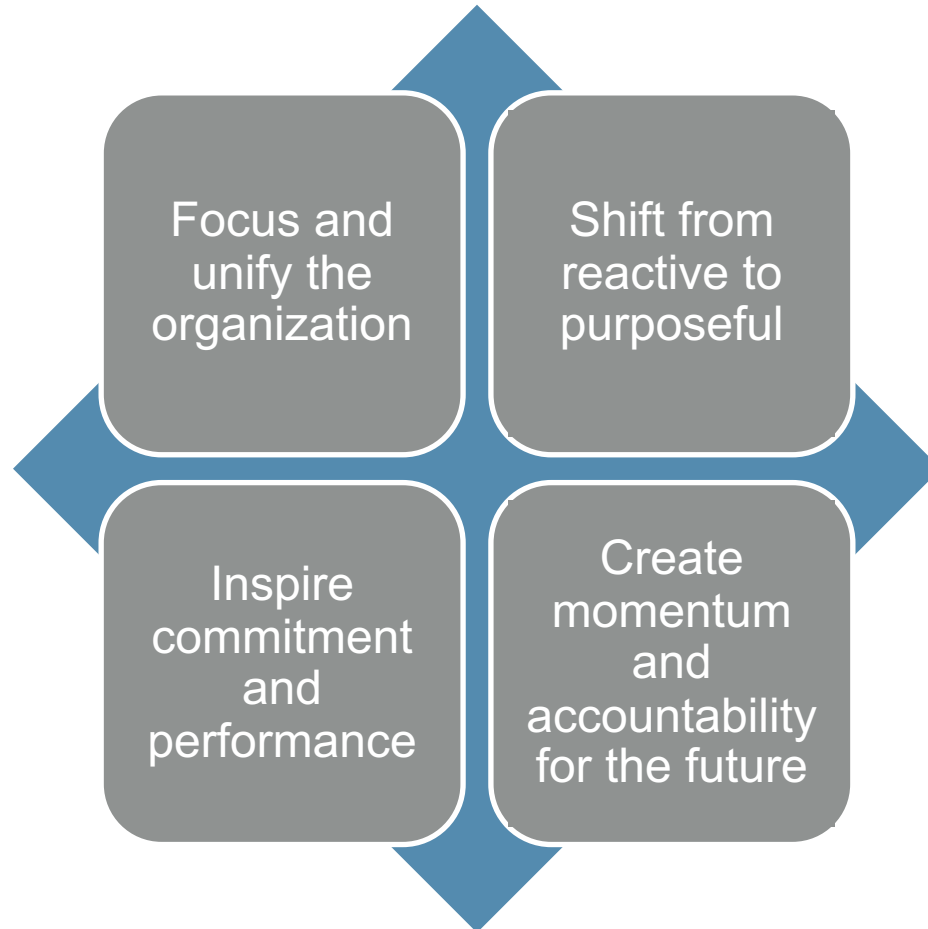 Focus and
unify the
organization
Shift from
reactive to
purposeful
Inspire
commitment
and
performance
Create
momentum
and
accountability
for the future